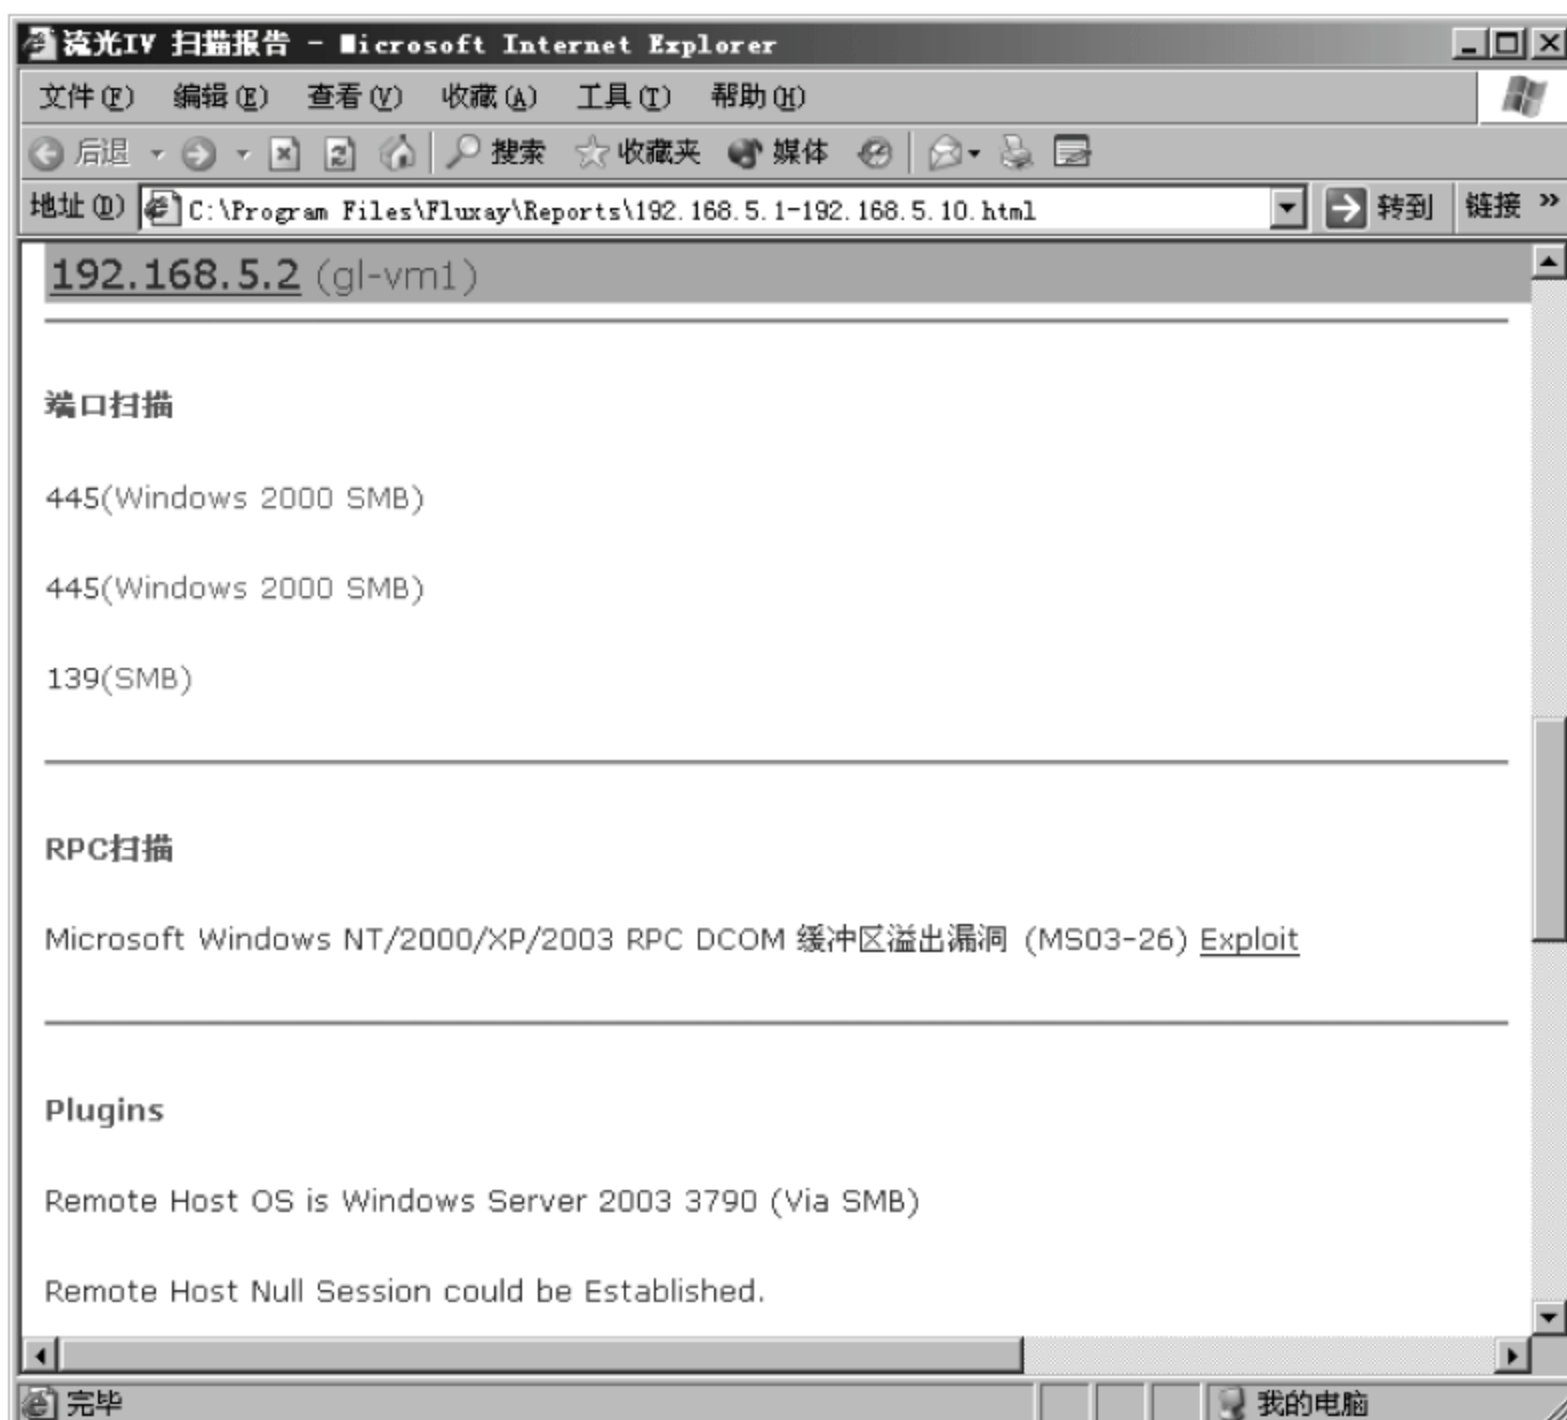 流光IV 扫描报告 - Microsoft Internet Explorer
文件(F) 编辑(E) 查看(V) 收藏(A) 工具(T) 帮助(H)
后退 搜索 收藏夹 媒体
地址(D) C:\Program Files\Fluxay\Reports\192.168.5.1-192.168.5.10.html 转到 链接 »
192.168.5.2 (gl-vm1)
端口扫描
445(Windows 2000 SMB)
445(Windows 2000 SMB)
139(SMB)
RPC扫描
Microsoft Windows NT/2000/XP/2003 RPC DCOM 缓冲区溢出漏洞 (MS03-26) Exploit
Plugins
Remote Host OS is Windows Server 2003 3790 (Via SMB)
Remote Host Null Session could be Established.
完毕 我的电脑